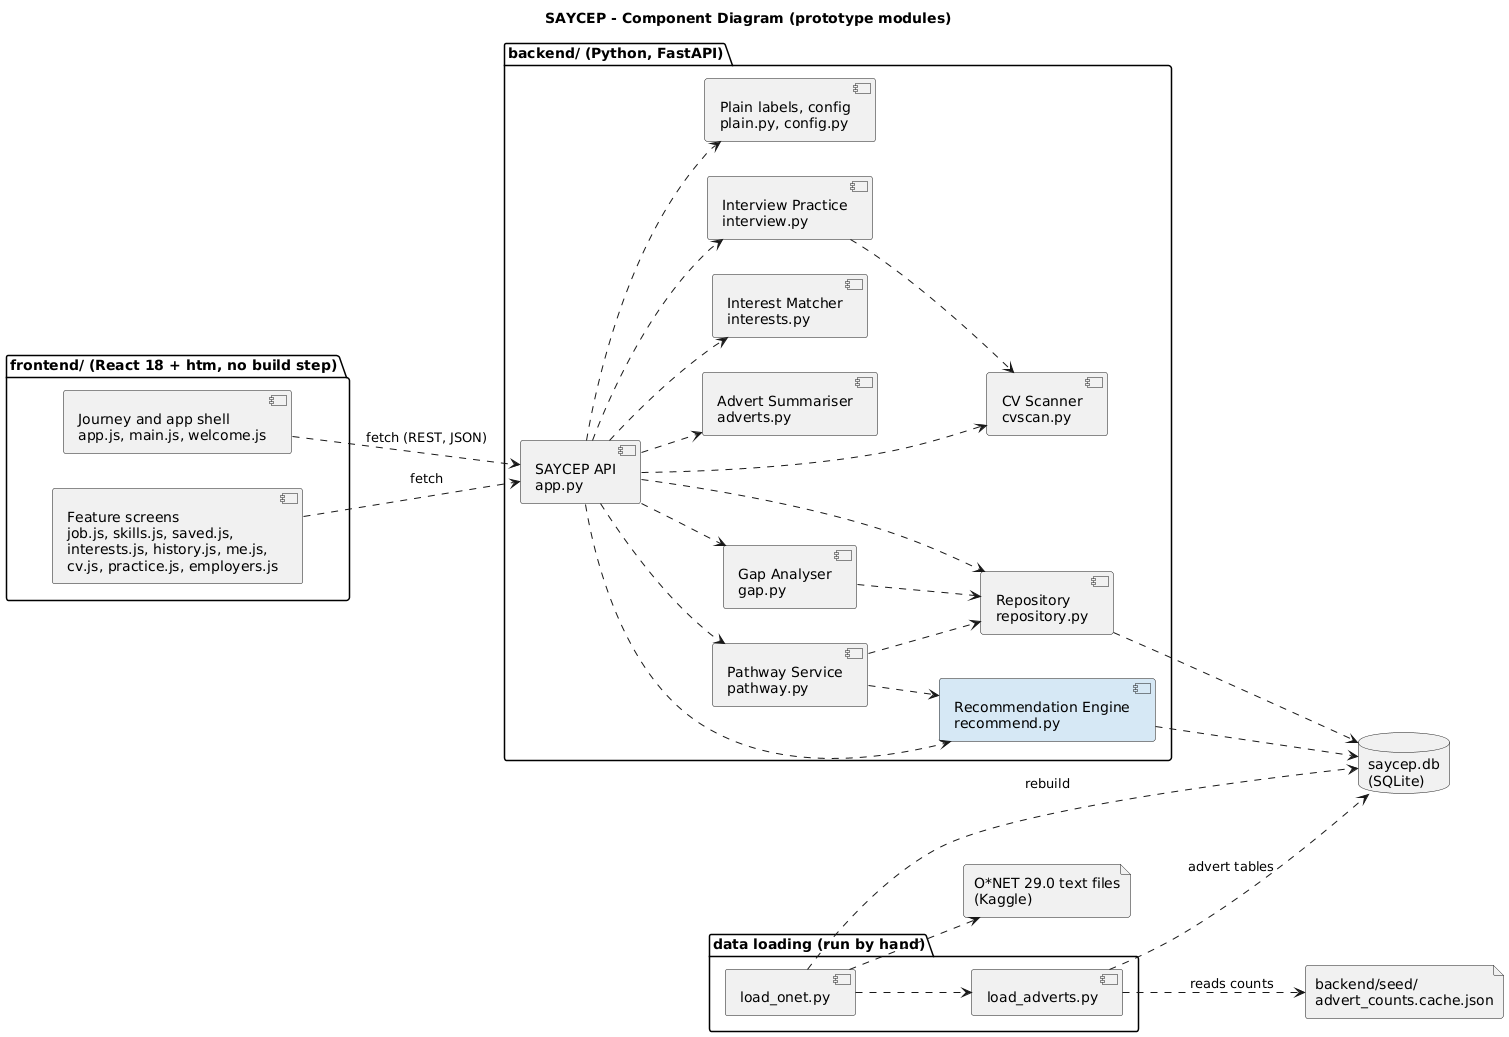 SAYCEP - Component Diagram (prototype modules)
backend/ (Python, FastAPI)
Plain labels, config
plain.py, config.py
Interview Practice
interview.py
Interest Matcher
interests.py
Advert Summariser
adverts.py
CV Scanner
cvscan.py
frontend/ (React 18 + htm, no build step)
Journey and app shell
app.js, main.js, welcome.js
fetch (REST, JSON)
fetch
SAYCEP API
app.py
Feature screens
job.js, skills.js, saved.js,
interests.js, history.js, me.js,
cv.js, practice.js, employers.js
Gap Analyser
gap.py
Repository
repository.py
Pathway Service
pathway.py
Recommendation Engine
recommend.py
saycep.db
(SQLite)
rebuild
advert tables
O*NET 29.0 text files
(Kaggle)
data loading (run by hand)
load_onet.py
load_adverts.py
reads counts
backend/seed/
advert_counts.cache.json